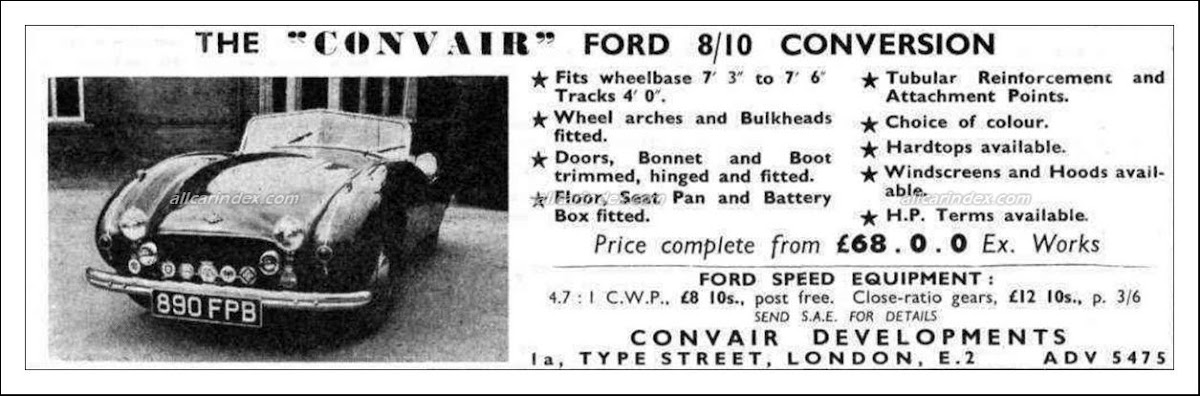 THE "CONVAIR" FORD 8/10 CONVERSION
★ Fits wheelbase 7′ 3″ to 7′ 6″
Tracks 4′ 0″.
★ Wheel arches and Bulkheads
fitted.
★ Doors, Bonnet and Boot
trimmed, hinged and fitted.
★ Floor, Seat Pan and Battery
Box fitted.
★ Tubular Reinforcement and
Attachment Points.
★ Choice of colour.
★ Hardtops available.
★ Windscreens and Hoods avail-
able.
★ H.P. Terms available.
Price complete from £68.0.0 Ex. Works
FORD SPEED EQUIPMENT:
4.7 : 1 C.W.P., £8 10s., post free. Close-ratio gears, £12 10s., p. 3/6
SEND S.A.E. FOR DETAILS
CONVAIR DEVELOPMENTS
1a, TYPE STREET, LONDON, E.2 ADV 5475
890 FPB
allcarindex.com
allcarindex.com
allcarindex.com